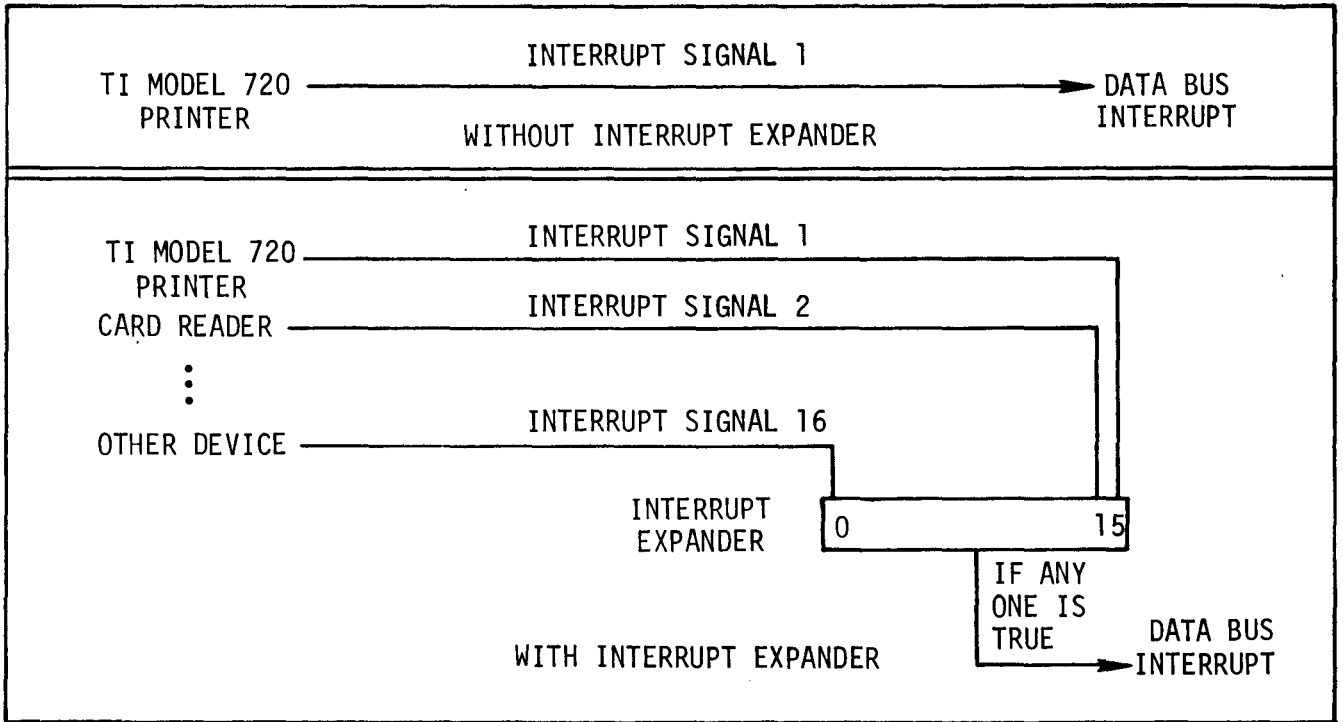 INTERRUPT SIGNAL 1
TI MODEL 720
PRINTER
DATA BUS
INTERRUPT
WITHOUT INTERRUPT EXPANDER
INTERRUPT SIGNAL 1
TI MODEL 720
PRINTER
INTERRUPT SIGNAL 2
CARD READER
INTERRUPT SIGNAL 16
OTHER DEVICE
INTERRUPT
EXPANDER
0 15
IF ANY
ONE IS
TRUE
DATA BUS
INTERRUPT
WITH INTERRUPT EXPANDER